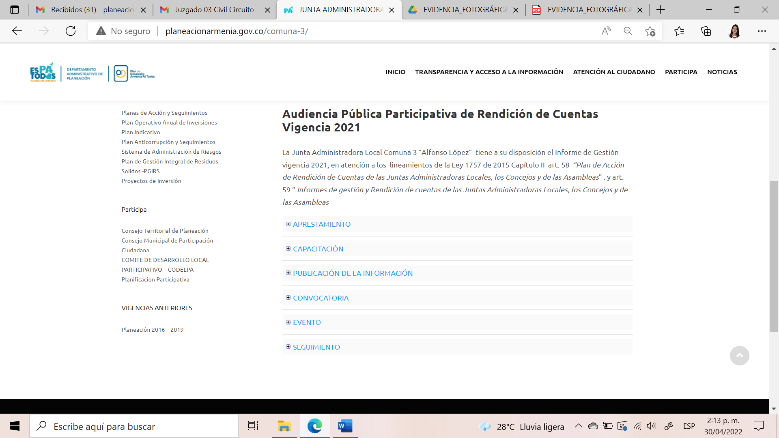 Recibidos (31) - planeacio
Juzgado 03 Civil Circuito
JUNTA ADMINISTRADORA
EVIDENCIA_FOTOGRÁFICA
EVIDENCIA_FOTOGRÁFICA
No seguro
planeacionarmenia.gov.co/comuna-3/
ESPA TODOS
DEPARTAMENTO
ADMINISTRATIVO DE
PLANEACIÓN
INICIO
TRANSPARENCIA Y ACCESO A LA INFORMACIÓN
ATENCIÓN AL CIUDADANO
PARTICIPA
NOTICIAS
Planes de Acción y Seguimientos
Plan Operativo Anual de Inversiones
Plan Indicativo
Plan Anticorrupción y Seguimientos
Sistema de Administración de Riesgos
Plan de Gestión Integral de Residuos
Solidos -PGIRS
Proyectos de Inversión
Participe
Consejo Territorial de Planeación
Consejo Municipal de Participación
Ciudadana
COMITE DE DESARROLLO LOCAL
PARTICIPATIVO – CODELPA
Planificacion Participativa
VIGENCIAS ANTERIORES
Planeación 2016 – 2019
Audiencia Pública Participativa de Rendición de Cuentas
Vigencia 2021
La Junta Administradora Local Comuna 3 "Alfonso López" tiene a su disposición el Informe de Gestión
vigencia 2021, en atención a los lineamientos de la Ley 1757 de 2015 Capítulo II art. 58 "Plan de Acción
de Rendición de Cuentas de las Juntas Administradoras Locales, los Concejos y de las Asambleas" , y art.
59 " Informes de gestión y Rendición de cuentas de las Juntas Administradoras Locales, los Concejos y de
las Asambleas
APRESTAMIENTO
CAPACITACIÓN
PUBLICACIÓN DE LA INFORMACIÓN
CONVOCATORIA
EVENTO
SEGUIMIENTO
Escribe aquí para buscar
28°C Lluvia ligera
ESP
2:13 p. m.
30/04/2022